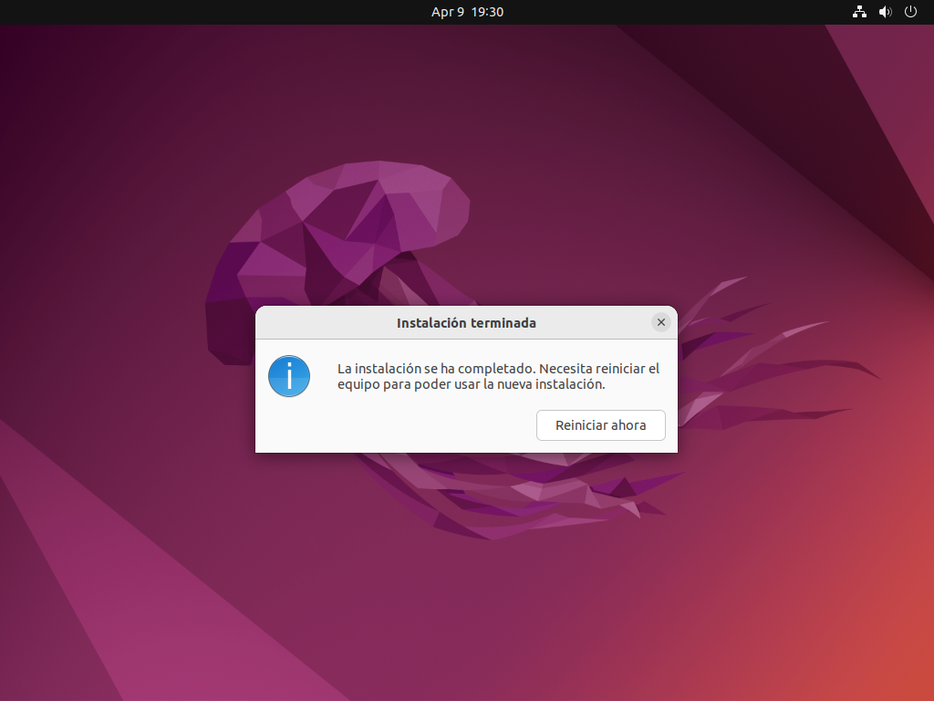 Apr 9 19:30
Instalación terminada
La instalación se ha completado. Necesita reiniciar el
equipo para poder usar la nueva instalación.
Reiniciar ahora